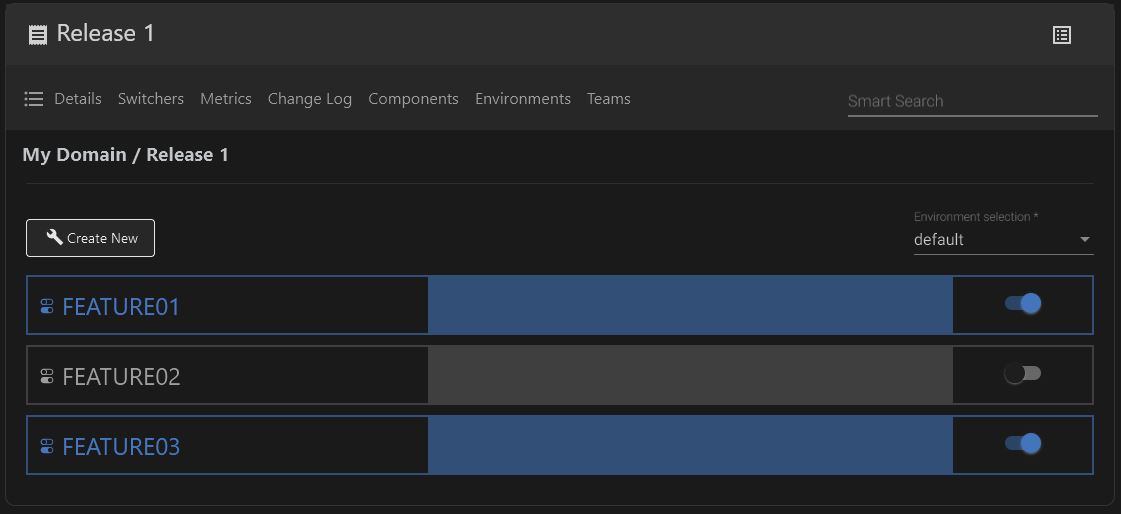 Release 1
Details Switchers Metrics Change Log Components Environments Teams Smart Search
My Domain / Release 1
Environment selection *
Create New default
FEATURE01
FEATURE02
FEATURE03